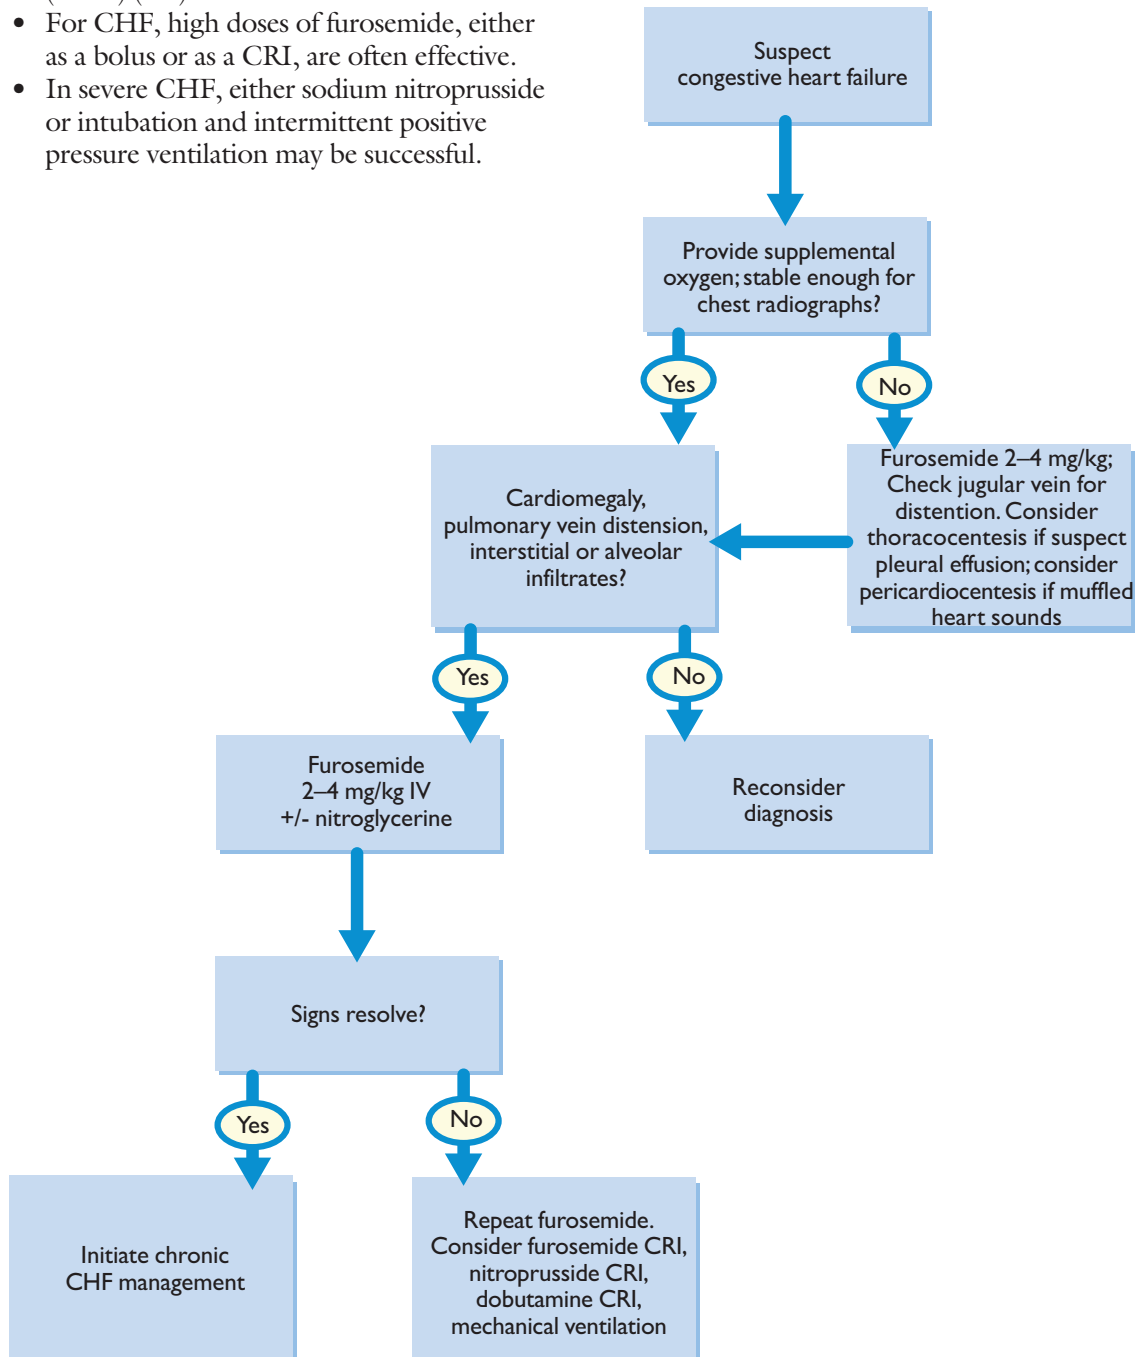 • For CHF, high doses of furosemide, either
as a bolus or as a CRI, are often effective.
• In severe CHF, either sodium nitroprusside
or intubation and intermittent positive
pressure ventilation may be successful.
Suspect
congestive heart failure
Provide supplemental
oxygen; stable enough for
chest radiographs?
Yes
No
Cardiomegaly,
pulmonary vein distension,
interstitial or alveolar
infiltrates?
Furosemide 2–4 mg/kg;
Check jugular vein for
distention. Consider
thoracocentesis if suspect
pleural effusion; consider
pericardiocentesis if muffled
heart sounds
Yes
No
Furosemide
2–4 mg/kg IV
+/- nitroglycerine
Reconsider
diagnosis
Signs resolve?
Yes
No
Initiate chronic
CHF management
Repeat furosemide.
Consider furosemide CRI,
nitroprusside CRI,
dobutamine CRI,
mechanical ventilation